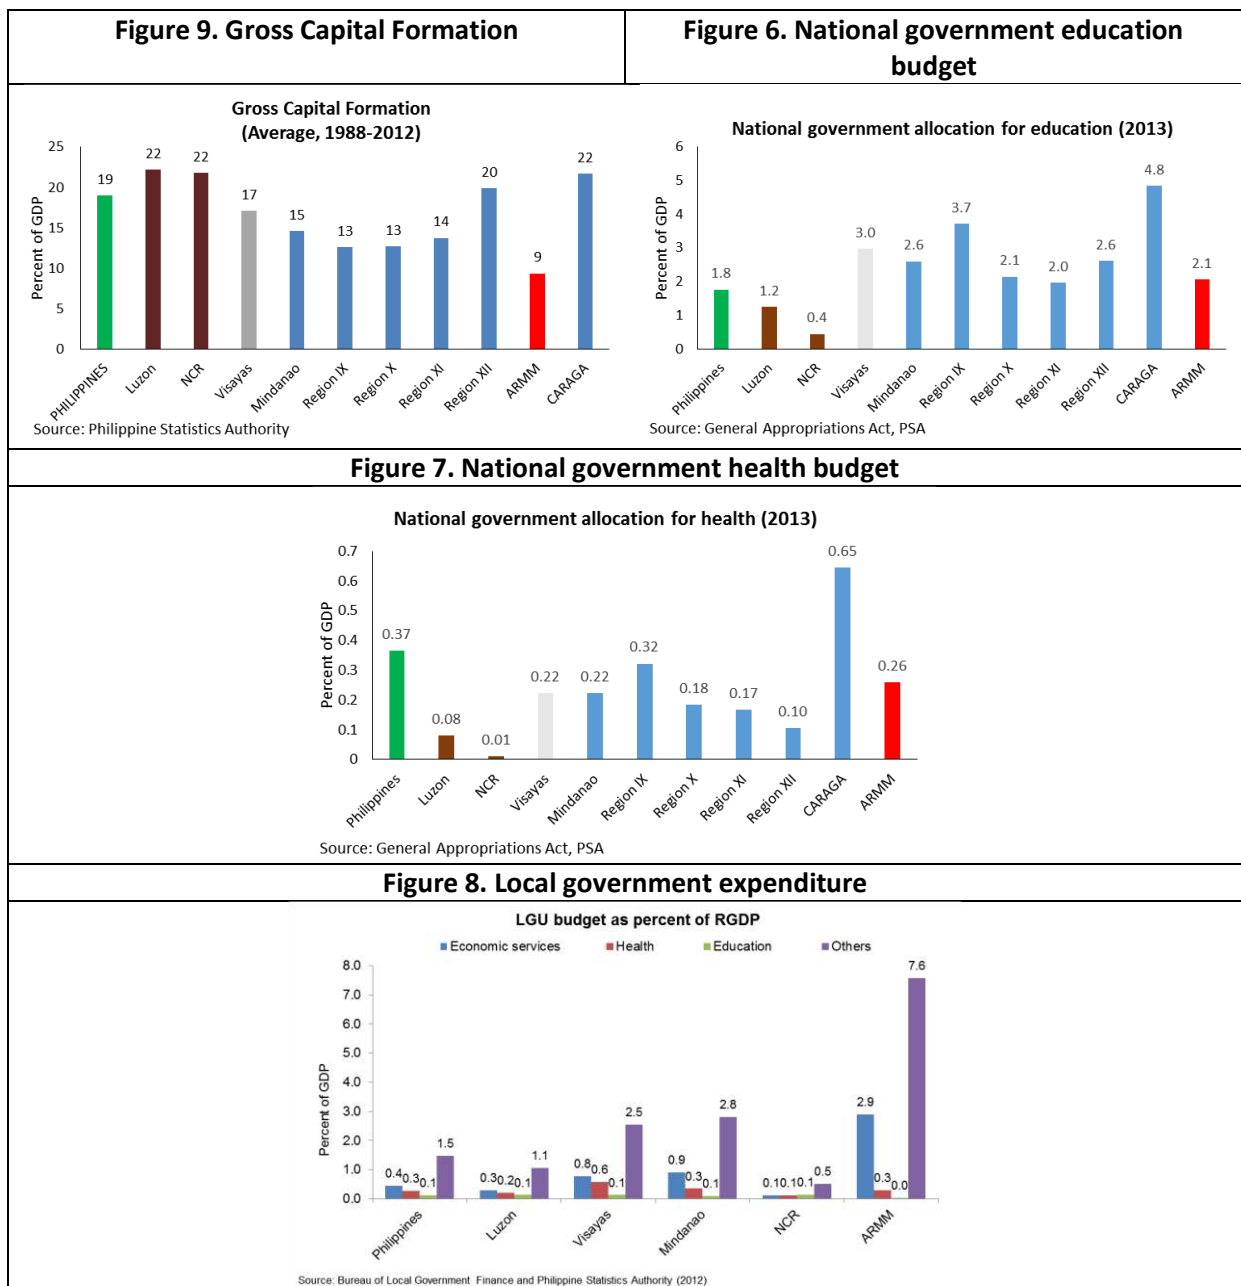 Figure 9. Gross Capital Formation
Figure 6. National government education
budget
Gross Capital Formation
(Average, 1988-2012)
Percent of GDP
25
20
15
10
5
0
19
22
22
17
15
13
13
14
20
9
22
PHILIPPINES
Luzon
NCR
Visayas
Mindanao
Region IX
Region X
Region XI
Region XII
ARMM
CARAGA
Source: Philippine Statistics Authority
National government allocation for education (2013)
Percent of GDP
6
5
4
3
2
1
0
1.8
1.2
0.4
3.0
2.6
3.7
2.1
2.0
2.6
4.8
2.1
Philippines
Luzon
NCR
Visayas
Mindanao
Region IX
Region X
Region XI
Region XII
CARAGA
ARMM
Source: General Appropriations Act, PSA
Figure 7. National government health budget
National government allocation for health (2013)
Percent of GDP
0.7
0.6
0.5
0.4
0.3
0.2
0.1
0
0.37
0.08
0.01
0.22
0.22
0.32
0.18
0.17
0.10
0.65
0.26
Philippines
Luzon
NCR
Visayas
Mindanao
Region IX
Region X
Region XI
Region XII
CARAGA
ARMM
Source: General Appropriations Act, PSA
Figure 8. Local government expenditure
LGU budget as percent of RGDP
Economic services Health Education Others
Percent of GDP
8.0
7.0
6.0
5.0
4.0
3.0
2.0
1.0
0.0
0.4 0.3 0.1 1.5
0.3 0.2 0.1 1.1
0.8 0.6 0.1 2.5
0.9 0.3 0.1 2.8
0.1 0.1 0.1 0.5
2.9 0.3 0.0 7.6
Philippines
Luzon
Visayas
Mindanao
NCR
ARMM
Source: Bureau of Local Government Finance and Philippine Statistics Authority (2012)